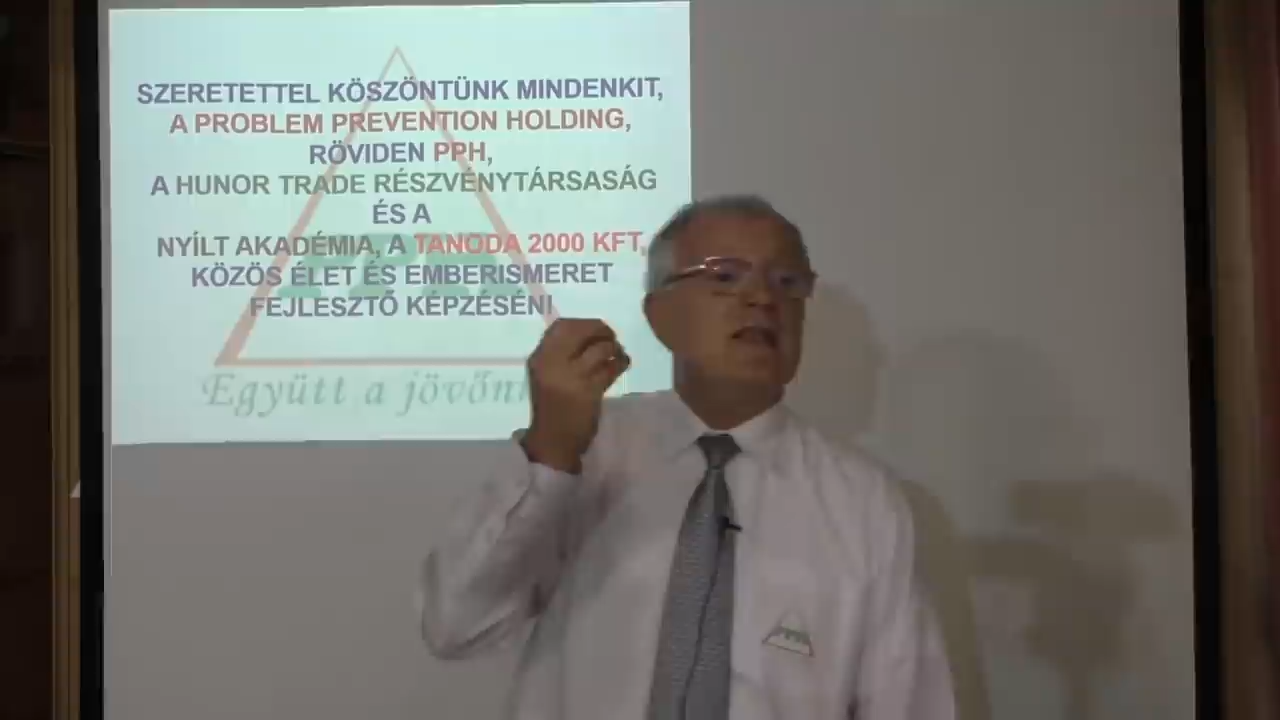 SZERETETTEL KÖSZÖNTÜNK MINDENKIT,
A PROBLEM PREVENTION HOLDING,
RÖVIDEN PPH,
A HUNOR TRADE RÉSZVÉNYTÁRSASÁG
ÉS A
NYÍLT AKADÉMIA, A TANODA 2000 KFT,
KÖZÖS ÉLET ÉS EMBERISMERET
FEJLESZTŐ KÉPZÉSÉN!
Együtt a